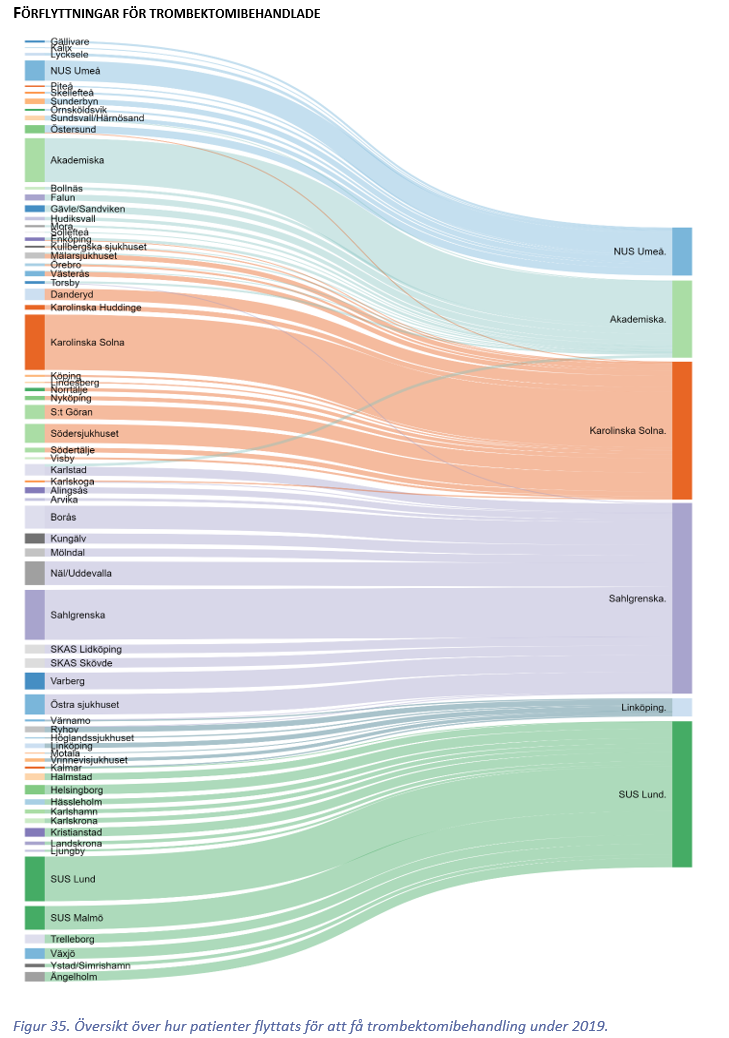 FÖRFLYTTNINGAR FÖR TROMBEKTOMIBEHANDLADE
Gällivare
Kalix
Lycksele
NUS Umeå
Piteå
Skellefteå
Sunderbyn
Örnsköldsvik
Sundsvall/Härnösand
Östersund
Akademiska
Bollnäs
Falun
Gävle/Sandviken
Hudiksvall
Mora
Sollefteå
Enköping
Kullbergska sjukhuset
Mälarsjukhuset
Örebro
Västerås
Torsby
Danderyd
Karolinska Huddinge
Karolinska Solna
Köping
Lindesberg
Norrtälje
Nyköping
S:t Göran
Södersjukhuset
Södertälje
Visby
Karlstad
Karlskoga
Alingsås
Arvika
Borås
Kungälv
Mölndal
Näl/Uddevalla
Sahlgrenska
SKAS Lidköping
SKAS Skövde
Varberg
Östra sjukhuset
Värnamo
Ryhov
Höglandssjukhuset
Linköping
Motala
Vrinnevisjukhuset
Kalmar
Halmstad
Helsingborg
Hässleholm
Karlshamn
Karlskrona
Kristianstad
Landskrona
Ljungby
SUS Lund
SUS Malmö
Trelleborg
Växjö
Ystad/Simrishamn
Ängelholm
NUS Umeå.
Akademiska.
Karolinska Solna.
Sahlgrenska.
Linköping.
SUS Lund.
Figur 35. Översikt över hur patienter flyttats för att få trombektomibehandling under 2019.